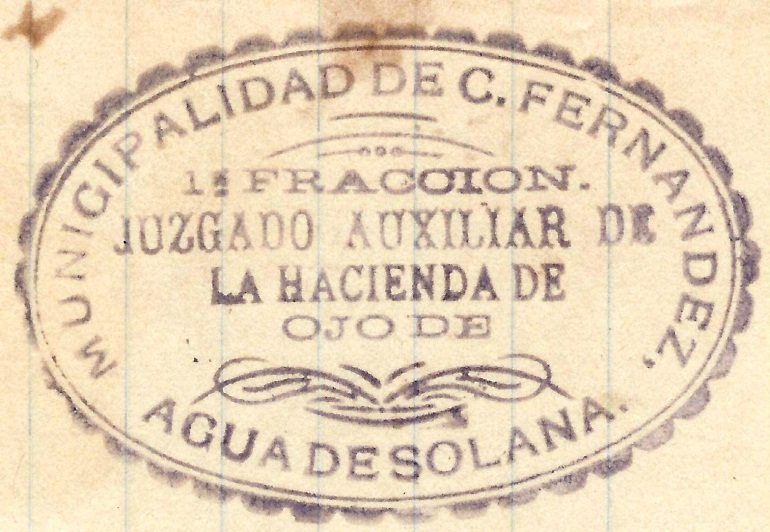 MUNICIPALIDAD DE C. FERNANDEZ,
1ª FRACCION.
JUZGADO AUXILIAR DE
LA HACIENDA DE
OJO DE
AGUA DE SOLANA.